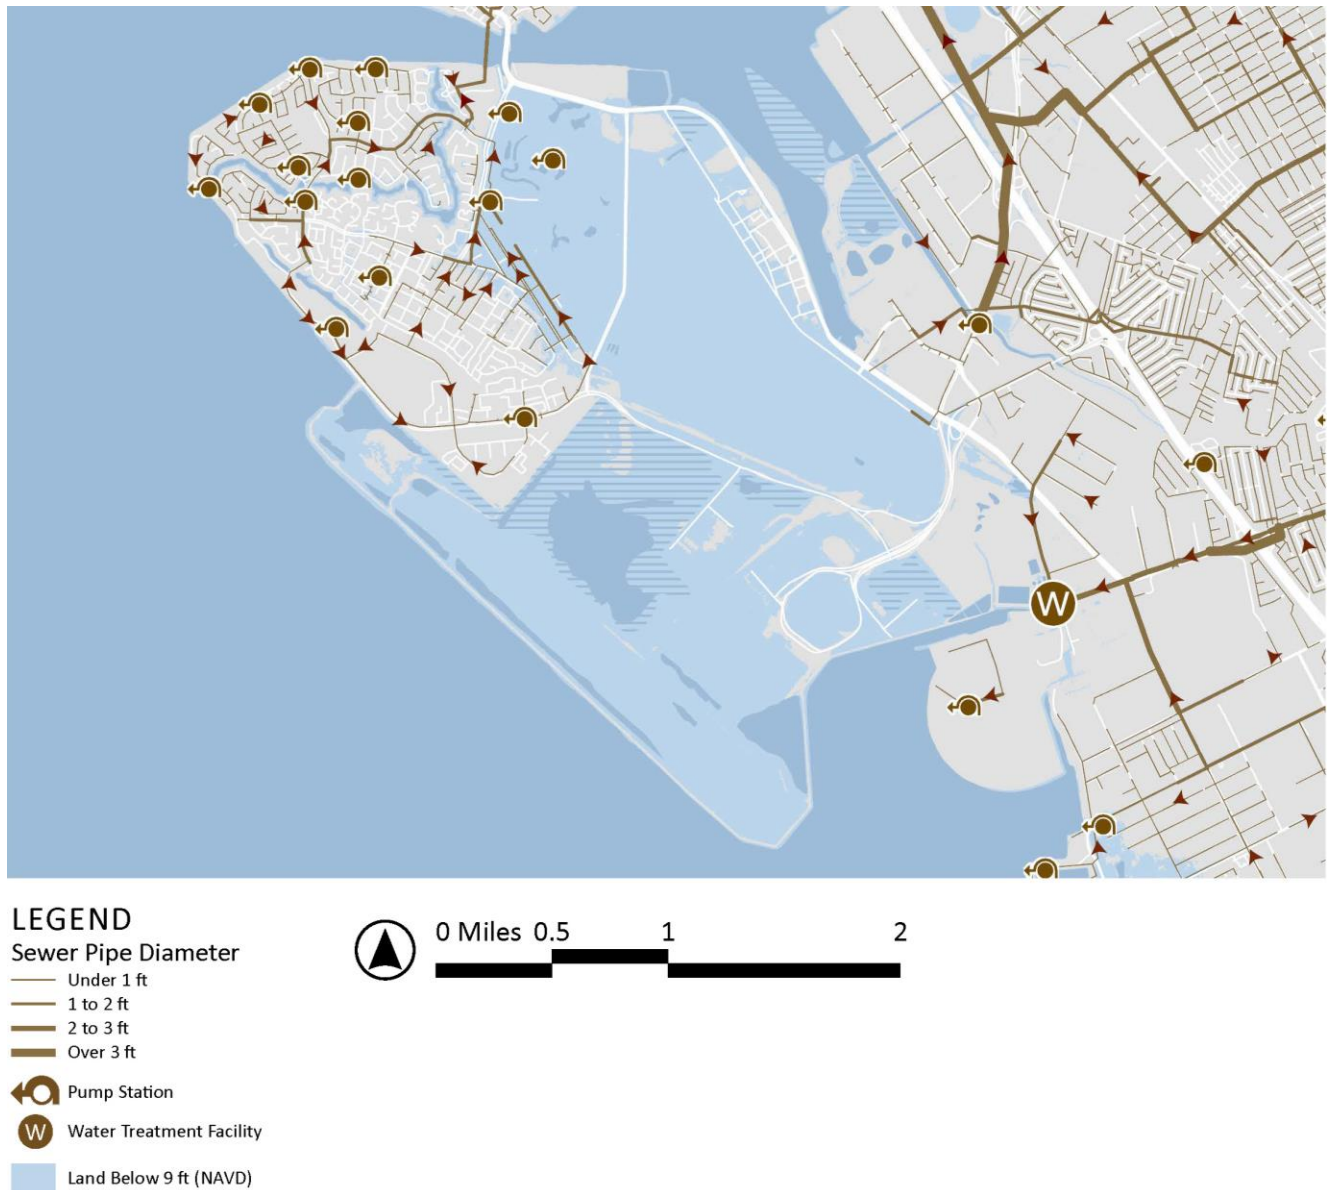 W
LEGEND
Sewer Pipe Diameter
Under 1 ft
1 to 2 ft
2 to 3 ft
Over 3 ft
Pump Station
W Water Treatment Facility
Land Below 9 ft (NAVD)
0 Miles 0.5 1 2